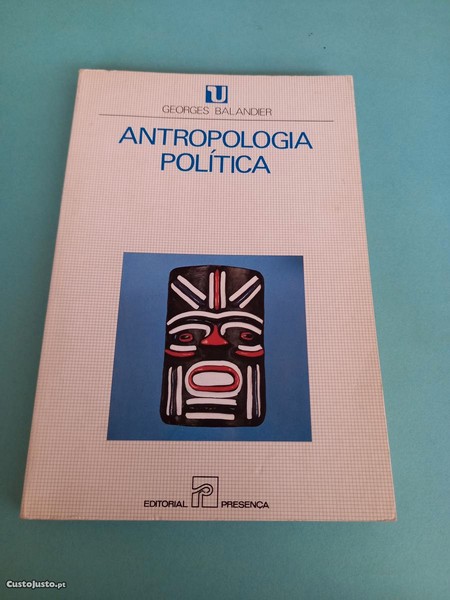 U
GEORGES BALANDIER
ANTROPOLOGIA
POLÍTICA
EDITORIAL PRESENÇA
CustoJusto.pt